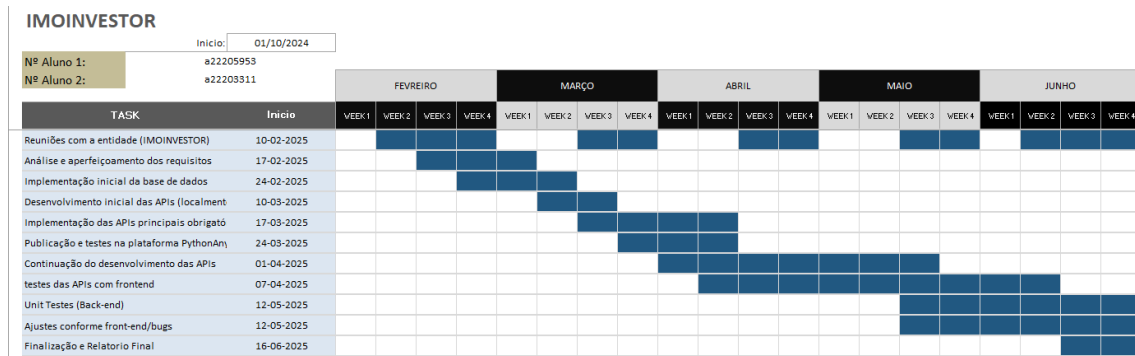 IMOINVESTOR
Inicio: 01/10/2024
Nº Aluno 1: a22205953
Nº Aluno 2: a22203311
FEVREIRO MARÇO ABRIL MAIO JUNHO
TASK Inicio WEEK 1 WEEK 2 WEEK 3 WEEK 4 WEEK 1 WEEK 2 WEEK 3 WEEK 4 WEEK 1 WEEK 2 WEEK 3 WEEK 4 WEEK 1 WEEK 2 WEEK 3 WEEK 4 WEEK 1 WEEK 2 WEEK 3 WEEK 4
Reuniões com a entidade (IMOINVESTOR) 10-02-2025
Análise e aperfeiçoamento dos requisitos 17-02-2025
Implementação inicial da base de dados 24-02-2025
Desenvolvimento inicial das APIs (localment 10-03-2025
Implementação das APIs principais obrigató 17-03-2025
Publicação e testes na plataforma PythonAny 24-03-2025
Continuação do desenvolvimento das APIs 01-04-2025
testes das APIs com frontend 07-04-2025
Unit Testes (Back-end) 12-05-2025
Ajustes conforme front-end/bugs 12-05-2025
Finalização e Relatorio Final 16-06-2025